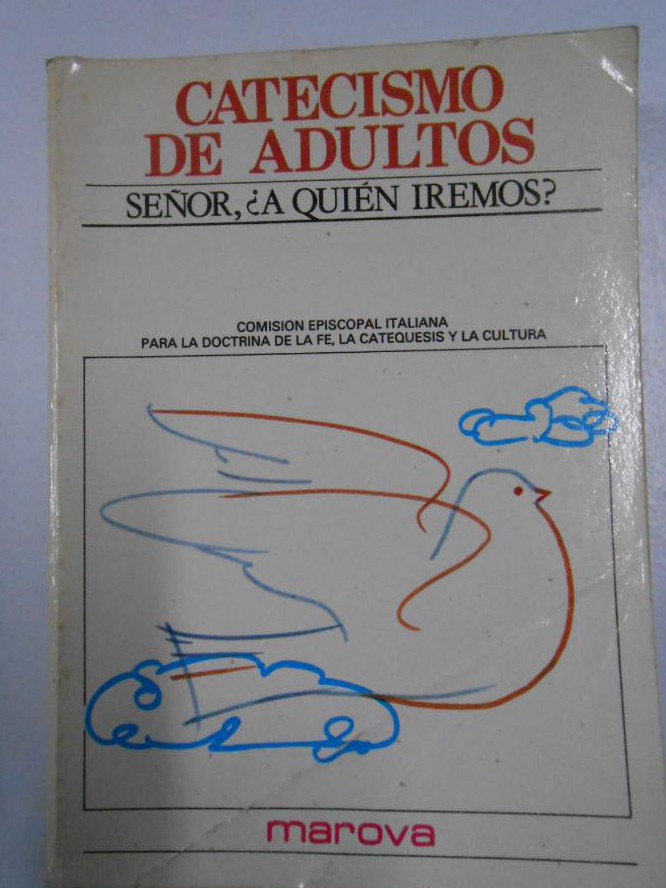 CATECISMO
DE ADULTOS
SEÑOR, ¿A QUIÉN IREMOS?
COMISION EPISCOPAL ITALIANA
PARA LA DOCTRINA DE LA FE, LA CATEQUESIS Y LA CULTURA
marova